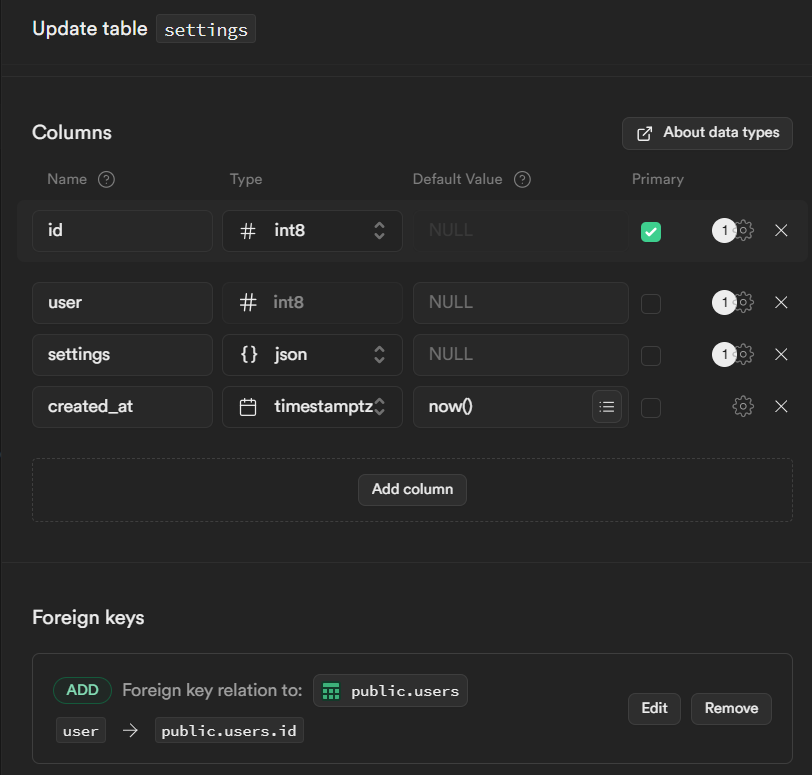 Update table settings
Columns
About data types
Name ? Type Default Value ? Primary
id # int8 NULL 1
user # int8 NULL 1
settings {} json NULL 1
created_at timestamptz now()
Add column
Foreign keys
ADD Foreign key relation to: public.users
user → public.users.id
Edit Remove